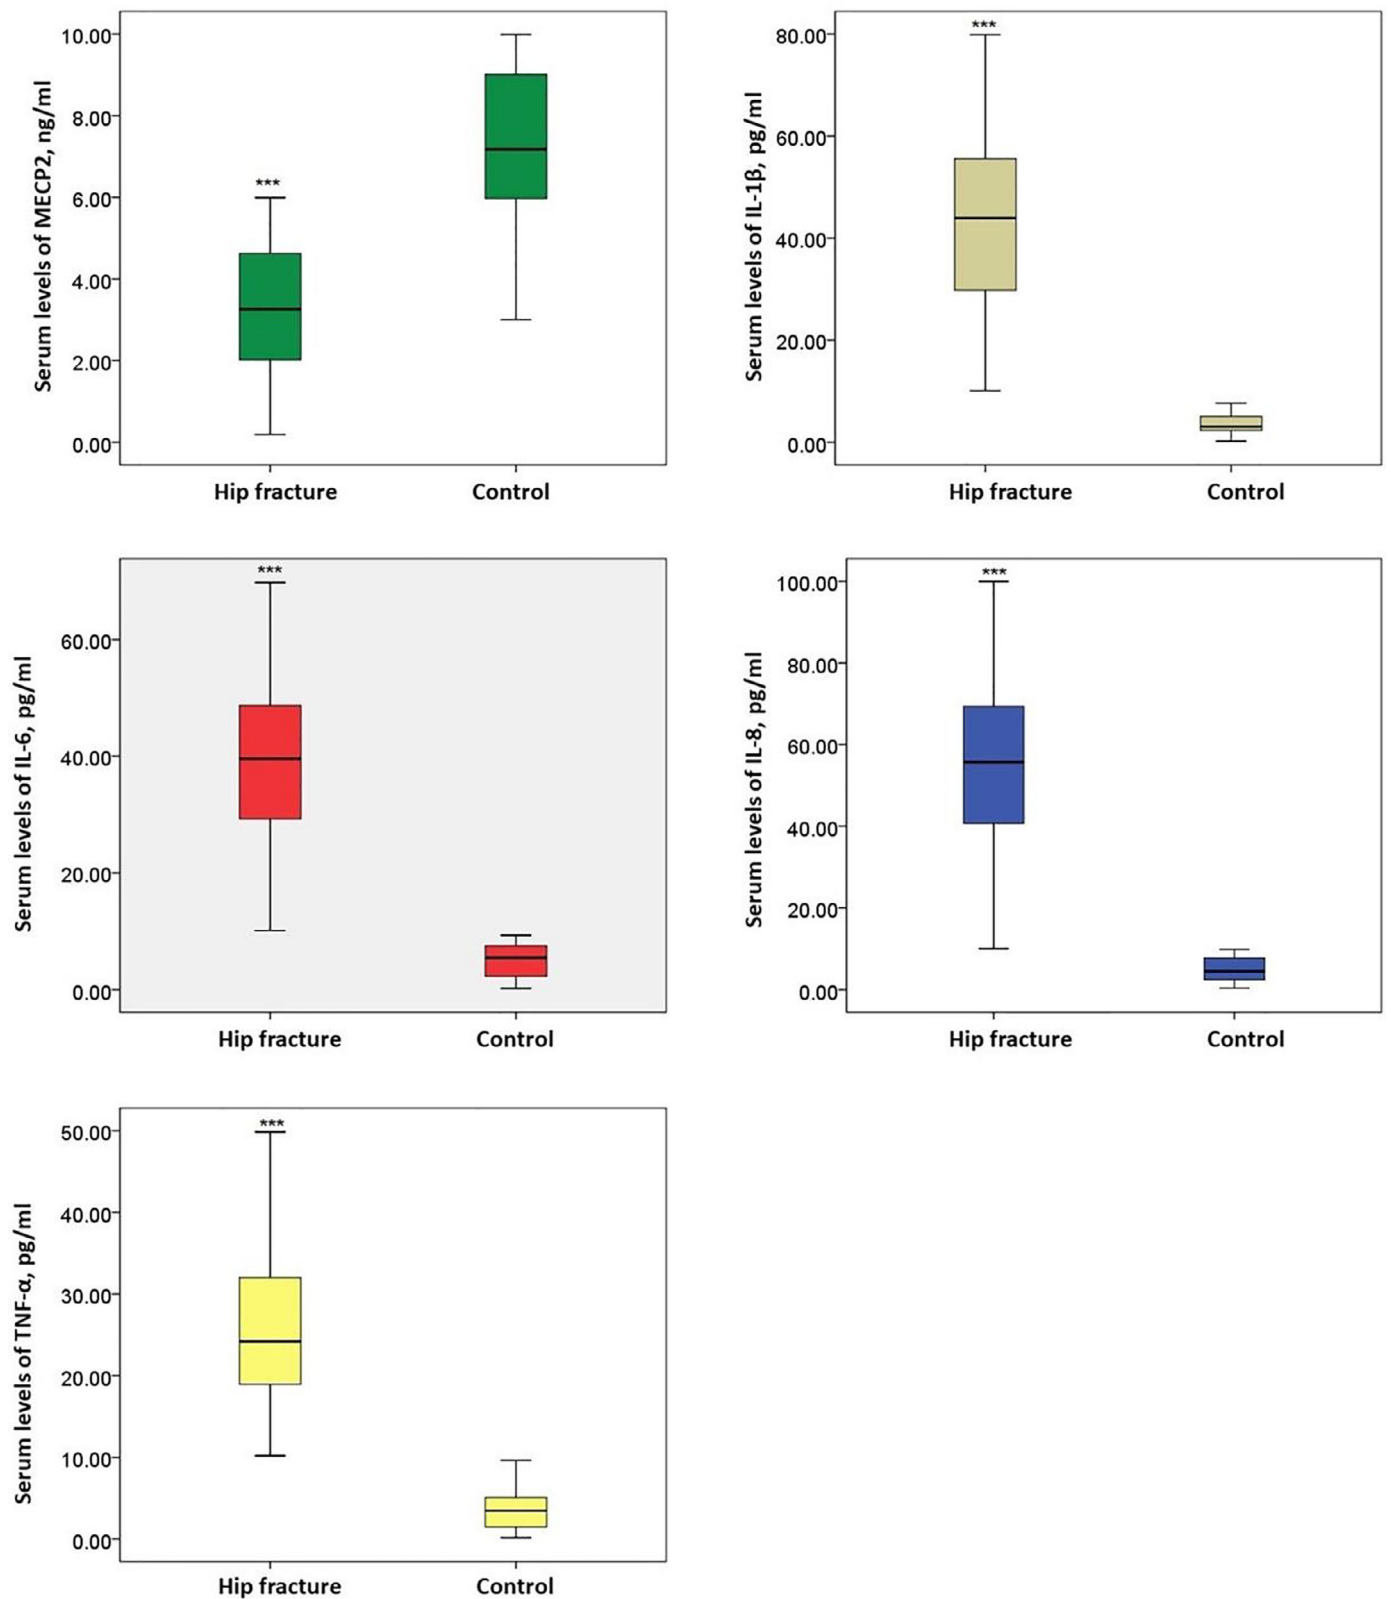 Serum levels of MECP2, ng/ml
10.00
8.00
6.00
4.00
2.00
0.00
***
Hip fracture
Control
Serum levels of IL-1β, pg/ml
80.00
60.00
40.00
20.00
0.00
***
Hip fracture
Control
Serum levels of IL-6, pg/ml
60.00
40.00
20.00
0.00
***
Hip fracture
Control
Serum levels of IL-8, pg/ml
100.00
80.00
60.00
40.00
20.00
0.00
***
Hip fracture
Control
Serum levels of TNF-α, pg/ml
50.00
40.00
30.00
20.00
10.00
0.00
***
Hip fracture
Control